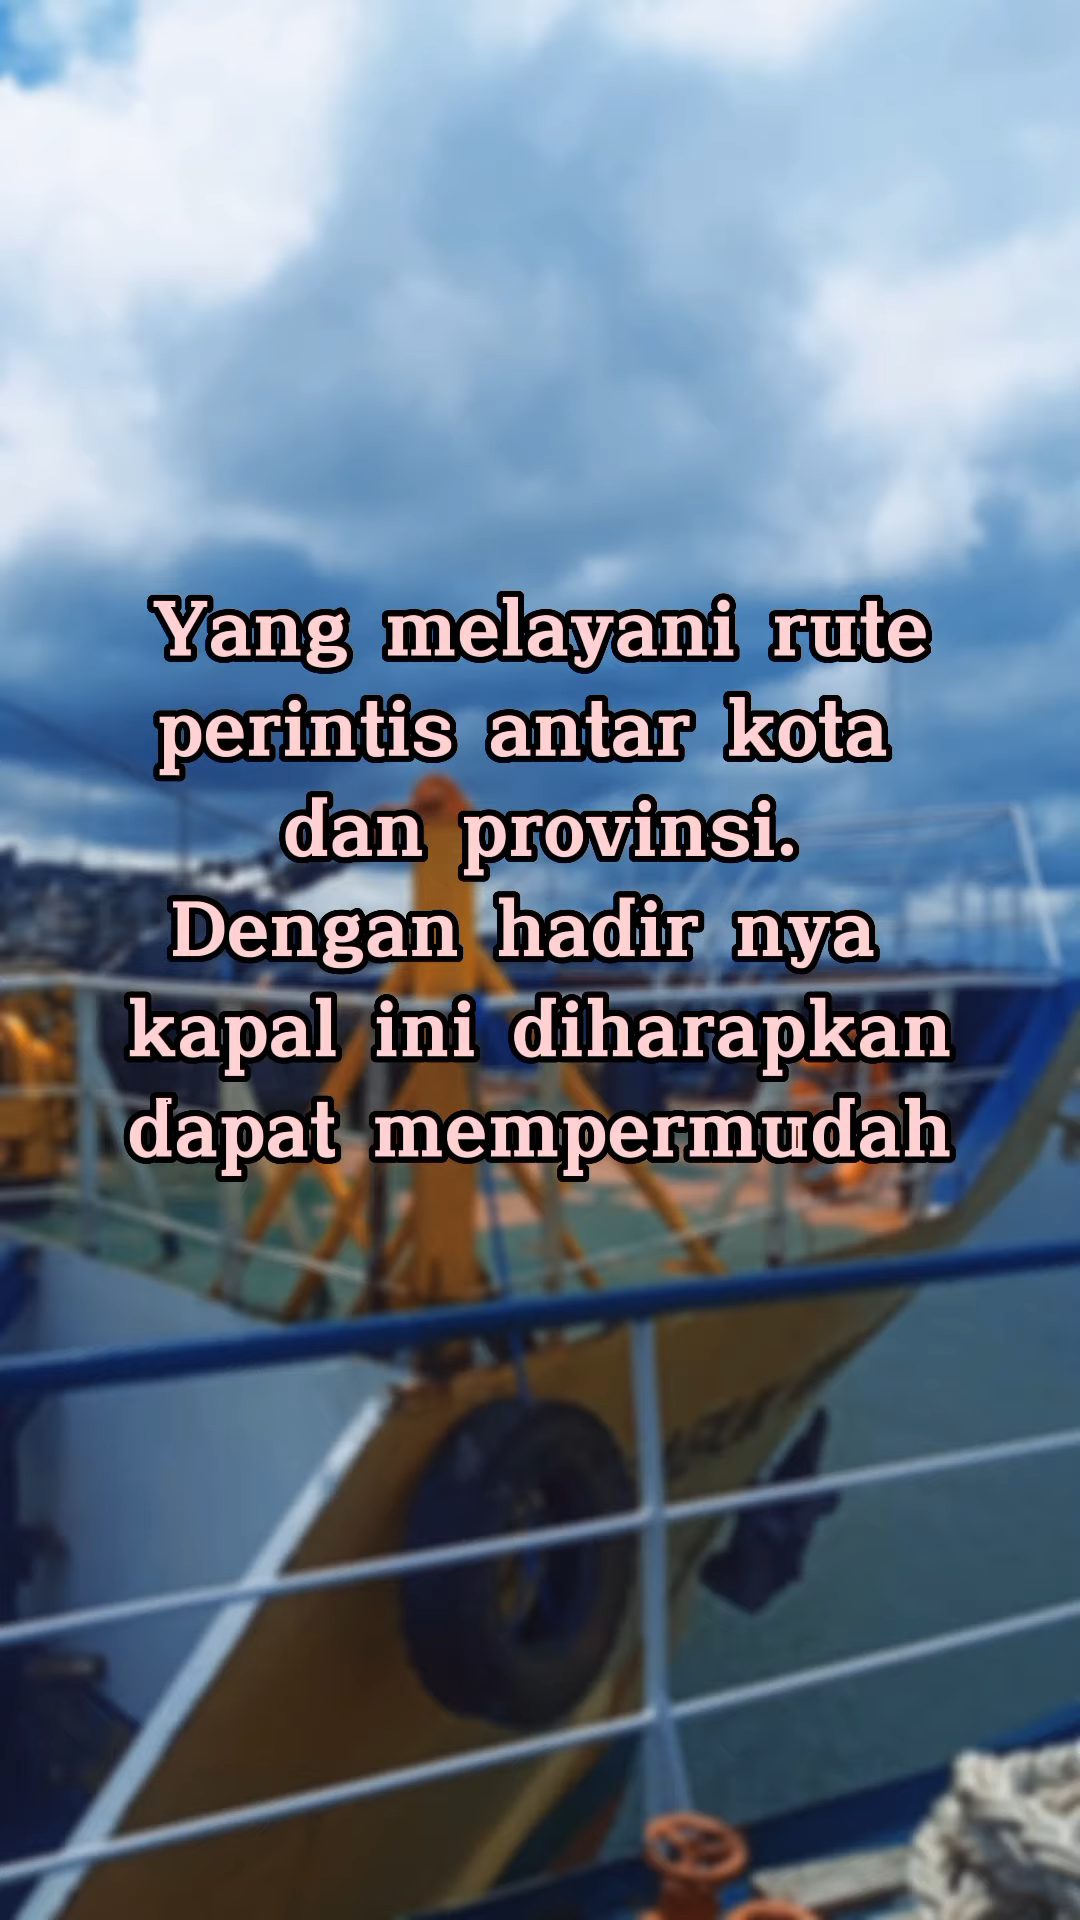 Yang melayani rute
perintis antar kota
dan provinsi.
Dengan hadir nya
kapal ini diharapkan
dapat mempermudah